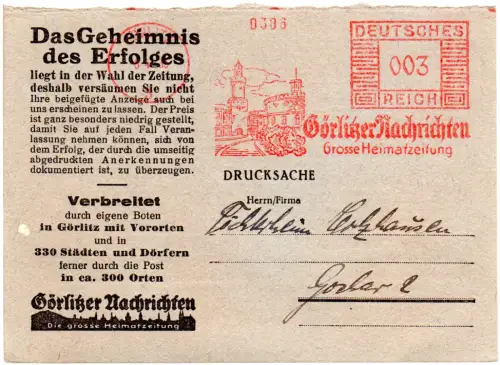 Das Geheimnis
des Erfolges
liegt in der Wahl der Zeitung,
deshalb versäumen Sie nicht
Ihre beigefügte Anzeige auch bei
uns erscheinen zu lassen. Der Preis
ist ganz besonders niedrig gestellt,
damit Sie auf jeden Fall Veran-
lassung nehmen können, sich von
dem Erfolg, der durch die umseitig
abgedruckten Anerkennungen
dokumentiert ist, zu überzeugen.
Verbreitet
durch eigene Boten
in Görlitz mit Vororten
und in
330 Städten und Dörfern
ferner durch die Post
in ca. 300 Orten
Görlitzer Nachrichten
Die grosse Heimatzeitung
0386
DEUTSCHES
003
REICH
Görlitzer Nachrichten
Grosse Heimatzeitung
DRUCKSACHE
Herrn/Firma
Holzhausen
Goslar 2